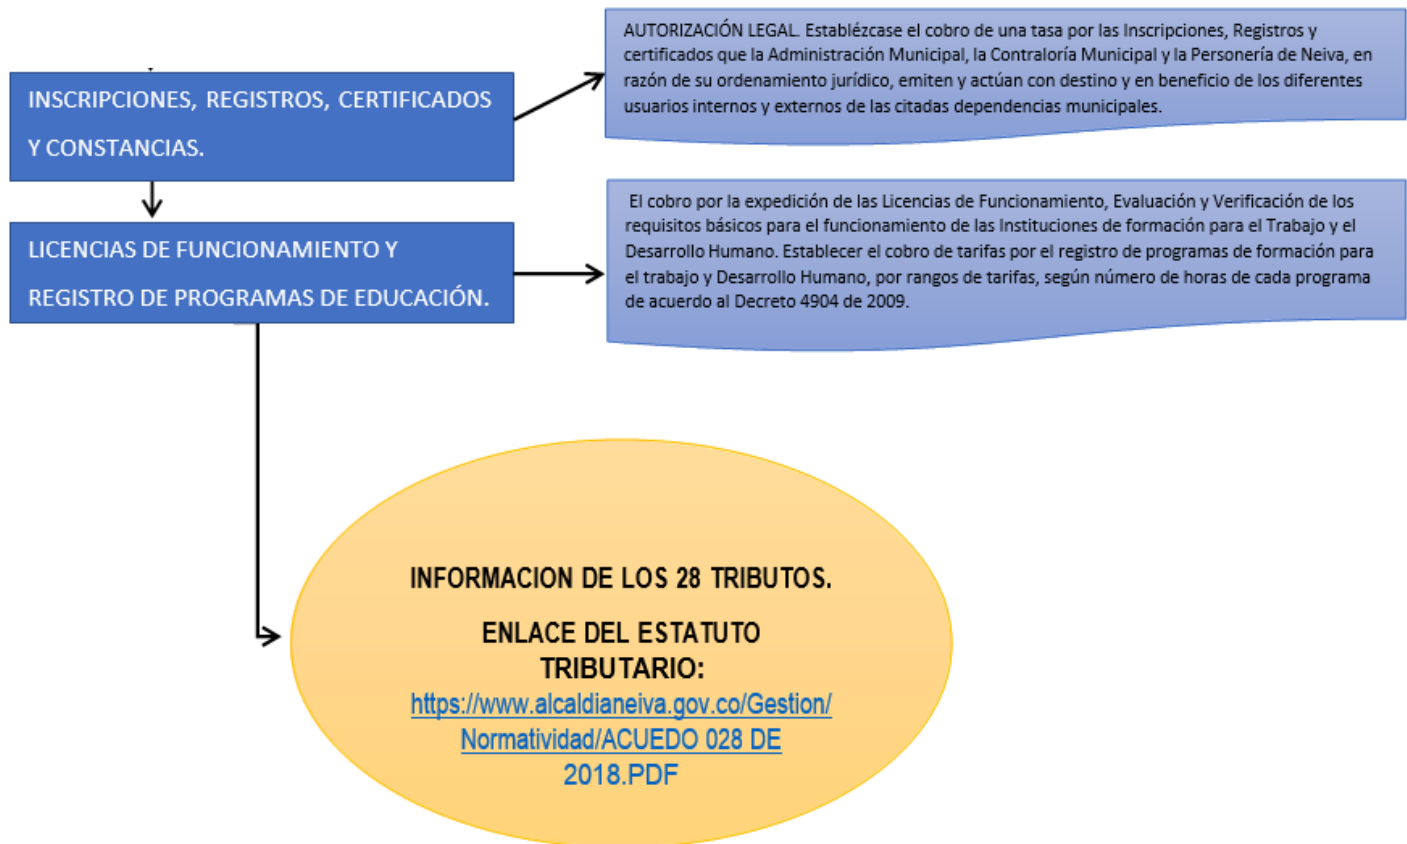 INSCRIPCIONES, REGISTROS, CERTIFICADOS
Y CONSTANCIAS.
AUTORIZACIÓN LEGAL. Establézcase el cobro de una tasa por las Inscripciones, Registros y
certificados que la Administración Municipal, la Contraloría Municipal y la Personería de Neiva, en
razón de su ordenamiento jurídico, emiten y actúan con destino y en beneficio de los diferentes
usuarios internos y externos de las citadas dependencias municipales.
LICENCIAS DE FUNCIONAMIENTO Y
REGISTRO DE PROGRAMAS DE EDUCACIÓN.
El cobro por la expedición de las Licencias de Funcionamiento, Evaluación y Verificación de los
requisitos básicos para el funcionamiento de las Instituciones de formación para el Trabajo y el
Desarrollo Humano. Establecer el cobro de tarifas por el registro de programas de formación para
el trabajo y Desarrollo Humano, por rangos de tarifas, según número de horas de cada programa
de acuerdo al Decreto 4904 de 2009.
INFORMACION DE LOS 28 TRIBUTOS.
ENLACE DEL ESTATUTO
TRIBUTARIO:
https://www.alcaldianeiva.gov.co/Gestion/
Normatividad/ACUEDO 028 DE
2018.PDF